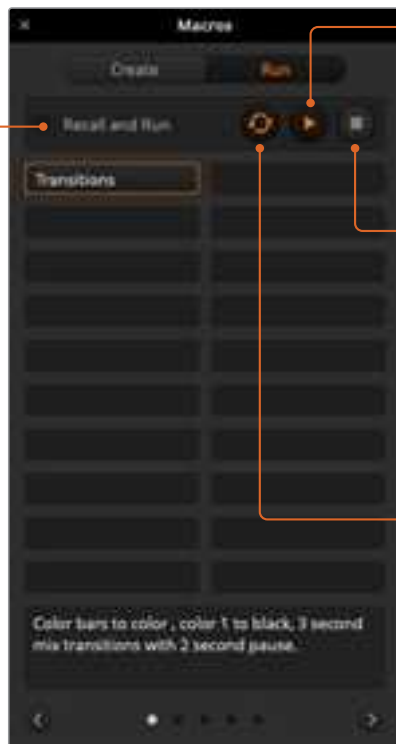 Macros
Create
Run
Recall and Run
Transitions
Color bars to color , color 1 to black, 3 second
mix transitions with 2 second pause.